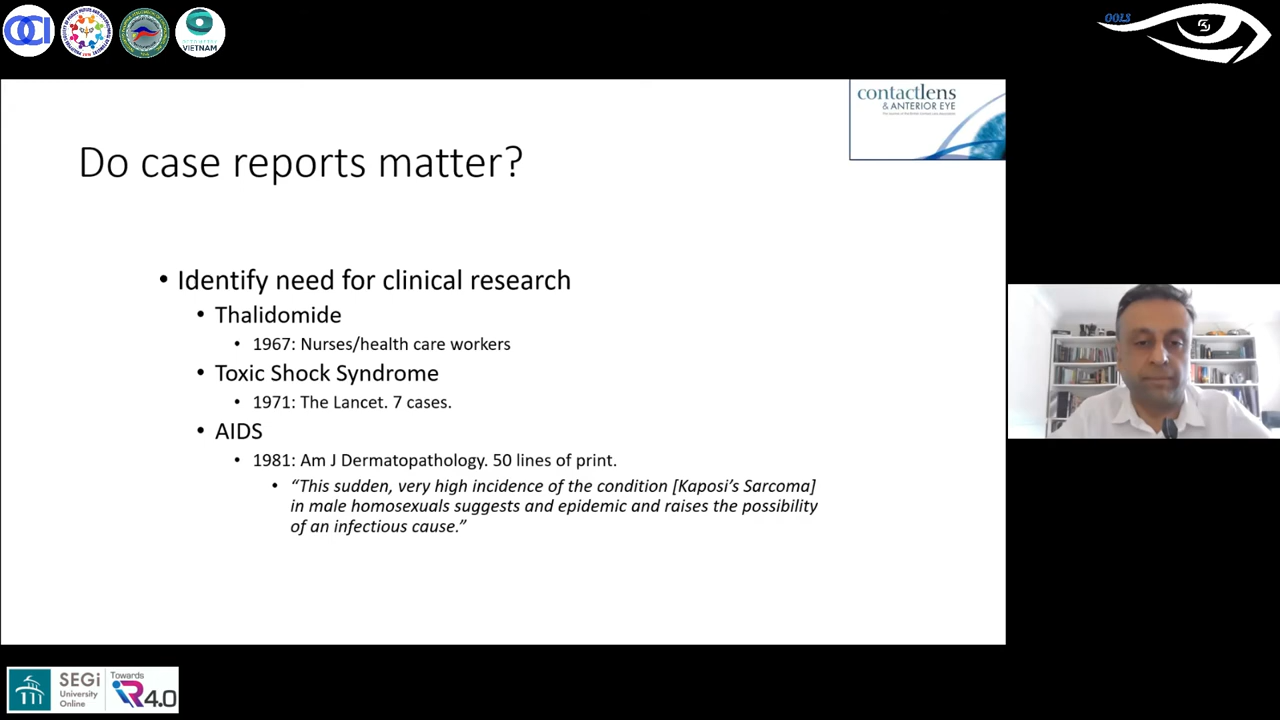 OCI
VIETNAM
OOLS
contactlens
& ANTERIOR EYE
Do case reports matter?
• Identify need for clinical research
• Thalidomide
• 1967: Nurses/health care workers
• Toxic Shock Syndrome
• 1971: The Lancet. 7 cases.
• AIDS
• 1981: Am J Dermatopathology. 50 lines of print.
• “This sudden, very high incidence of the condition [Kaposi’s Sarcoma]
in male homosexuals suggests and epidemic and raises the possibility
of an infectious cause.”
SEGi
University
Online
Towards
iR4.0